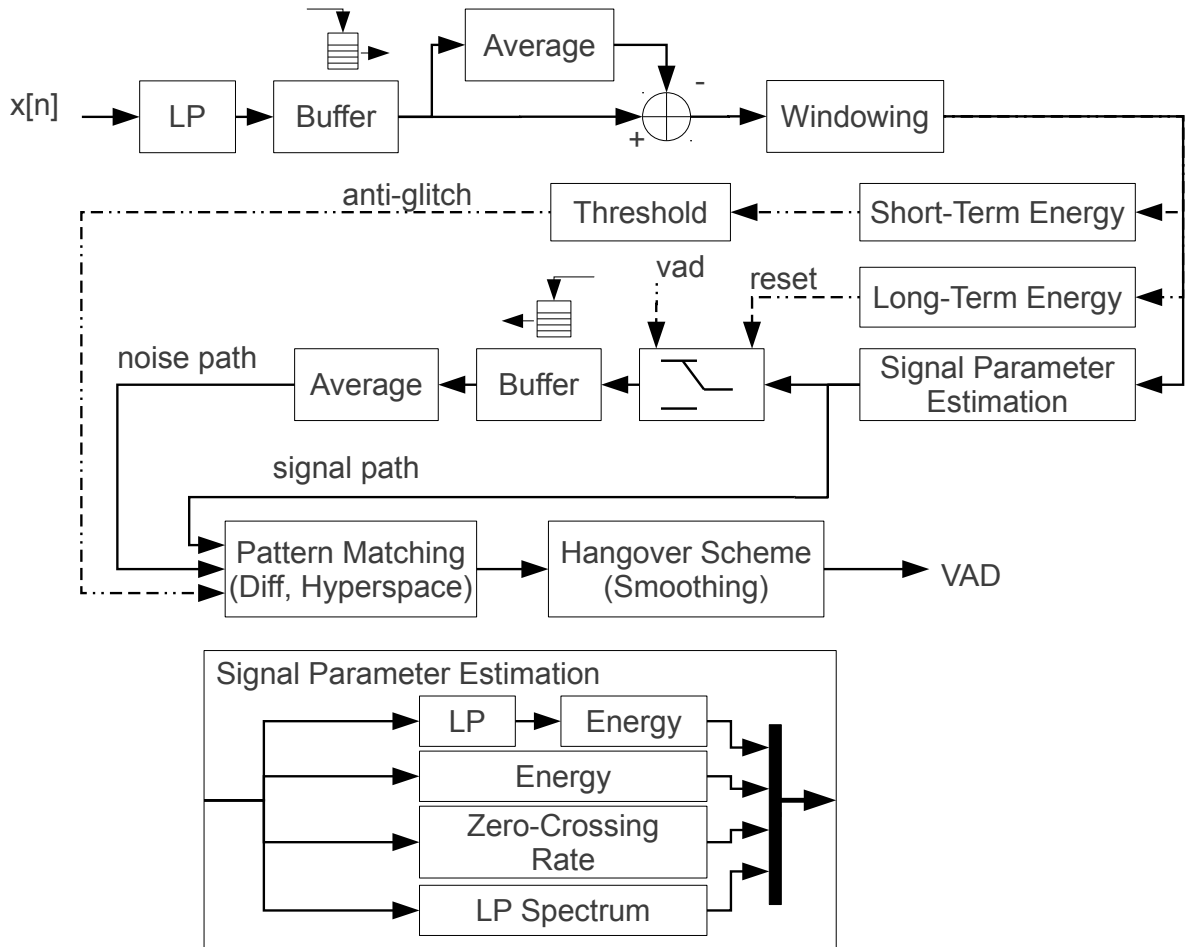 Average
-
x[n]
LP
Buffer
+
Windowing
anti-glitch
Threshold
Short-Term Energy
vad
reset
Long-Term Energy
noise path
Average
Buffer
Signal Parameter
Estimation
signal path
Pattern Matching
(Diff, Hyperspace)
Hangover Scheme
(Smoothing)
VAD
Signal Parameter Estimation
LP
Energy
Energy
Zero-Crossing
Rate
LP Spectrum